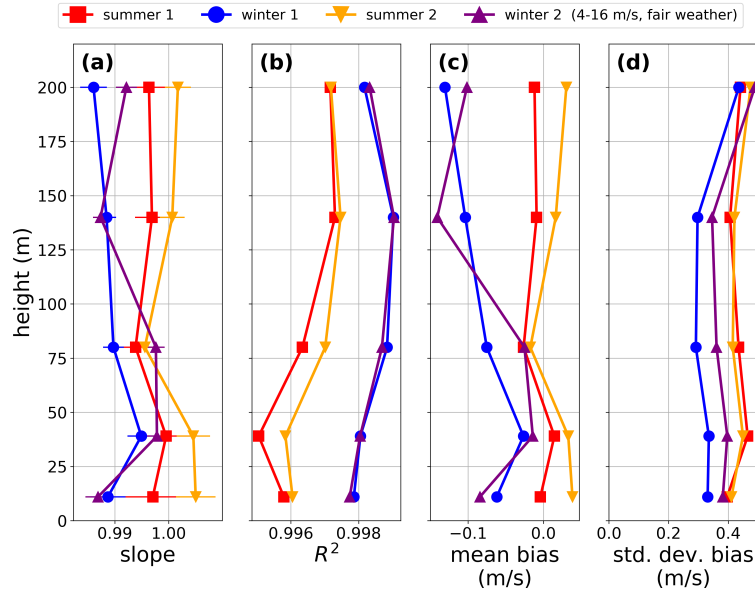 summer 1 winter 1 summer 2 winter 2 (4-16 m/s, fair weather)
(a) (b) (c) (d)
200
175
150
125
100
75
50
25
0
height (m)
0.99 1.00 0.996 0.998 −0.1 0.0 0.0 0.2 0.4
slope R² mean bias std. dev. bias
(m/s) (m/s)